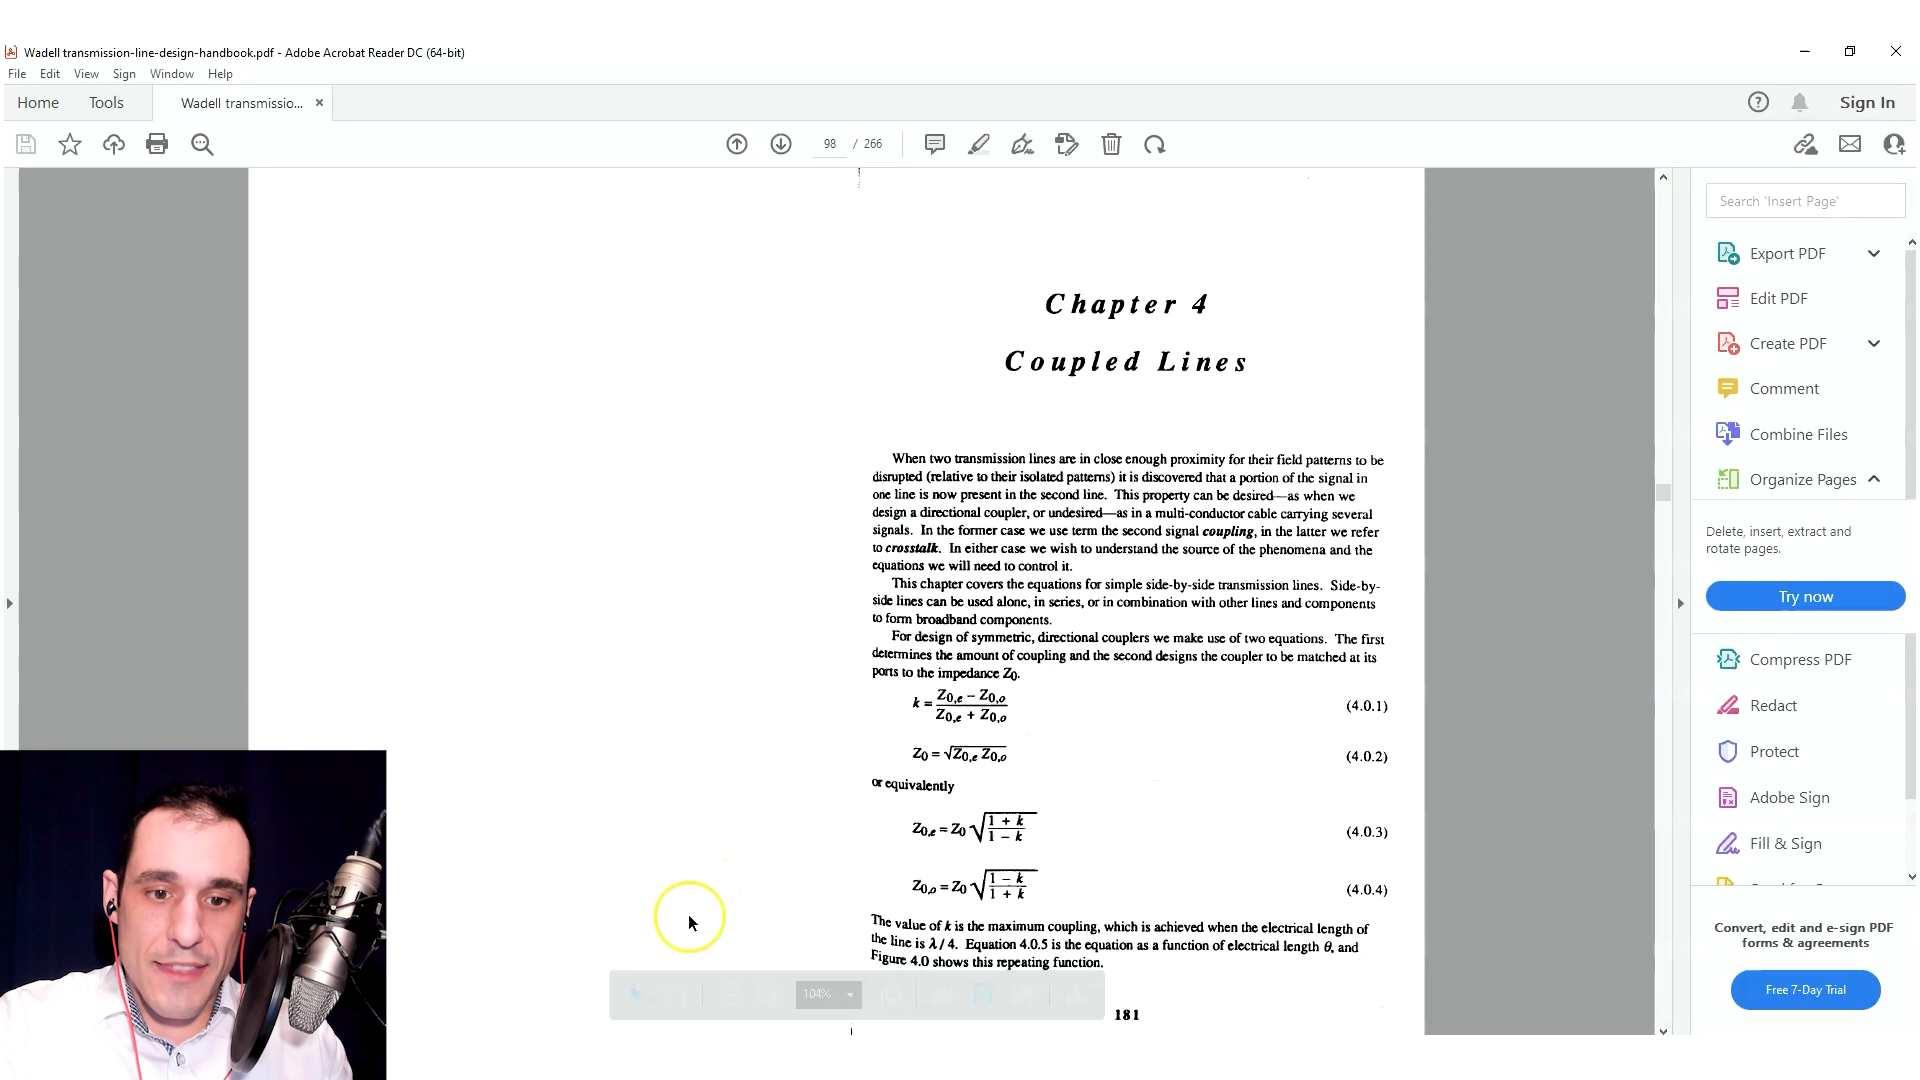 Wadell transmission-line-design-handbook.pdf - Adobe Acrobat Reader DC (64-bit)
File Edit View Sign Window Help
Home Tools Wadell transmissio... ×
? Sign In
98 / 266
Search 'Insert Page'
Export PDF
Edit PDF
Create PDF
Comment
Combine Files
Organize Pages
Delete, insert, extract and
rotate pages.
Try now
Compress PDF
Redact
Protect
Adobe Sign
Fill & Sign
Convert, edit and e-sign PDF
forms & agreements
Free 7-Day Trial
Chapter 4
Coupled Lines
When two transmission lines are in close enough proximity for their field patterns to be
disrupted (relative to their isolated patterns) it is discovered that a portion of the signal in
one line is now present in the second line. This property can be desired—as when we
design a directional coupler, or undesired—as in a multi-conductor cable carrying several
signals. In the former case we use term the second signal coupling, in the latter we refer
to crosstalk. In either case we wish to understand the source of the phenomena and the
equations we will need to control it.
This chapter covers the equations for simple side-by-side transmission lines. Side-by-
side lines can be used alone, in series, or in combination with other lines and components
to form broadband components.
For design of symmetric, directional couplers we make use of two equations. The first
determines the amount of coupling and the second designs the coupler to be matched at its
ports to the impedance Z0.
k = (Z0,e − Z0,o) / (Z0,e + Z0,o) (4.0.1)
Z0 = √(Z0,e Z0,o) (4.0.2)
or equivalently
Z0,e = Z0 √((1 + k) / (1 − k)) (4.0.3)
Z0,o = Z0 √((1 − k) / (1 + k)) (4.0.4)
The value of k is the maximum coupling, which is achieved when the electrical length of
the line is λ / 4. Equation 4.0.5 is the equation as a function of electrical length θ, and
Figure 4.0 shows this repeating function.
104%
181